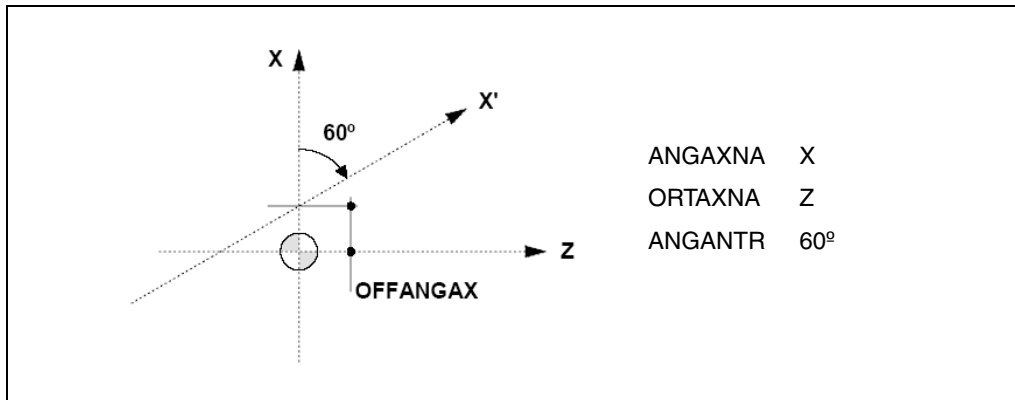 X
X'
60º
Z
OFFANGAX
ANGAXNA X
ORTAXNA Z
ANGANTR 60º